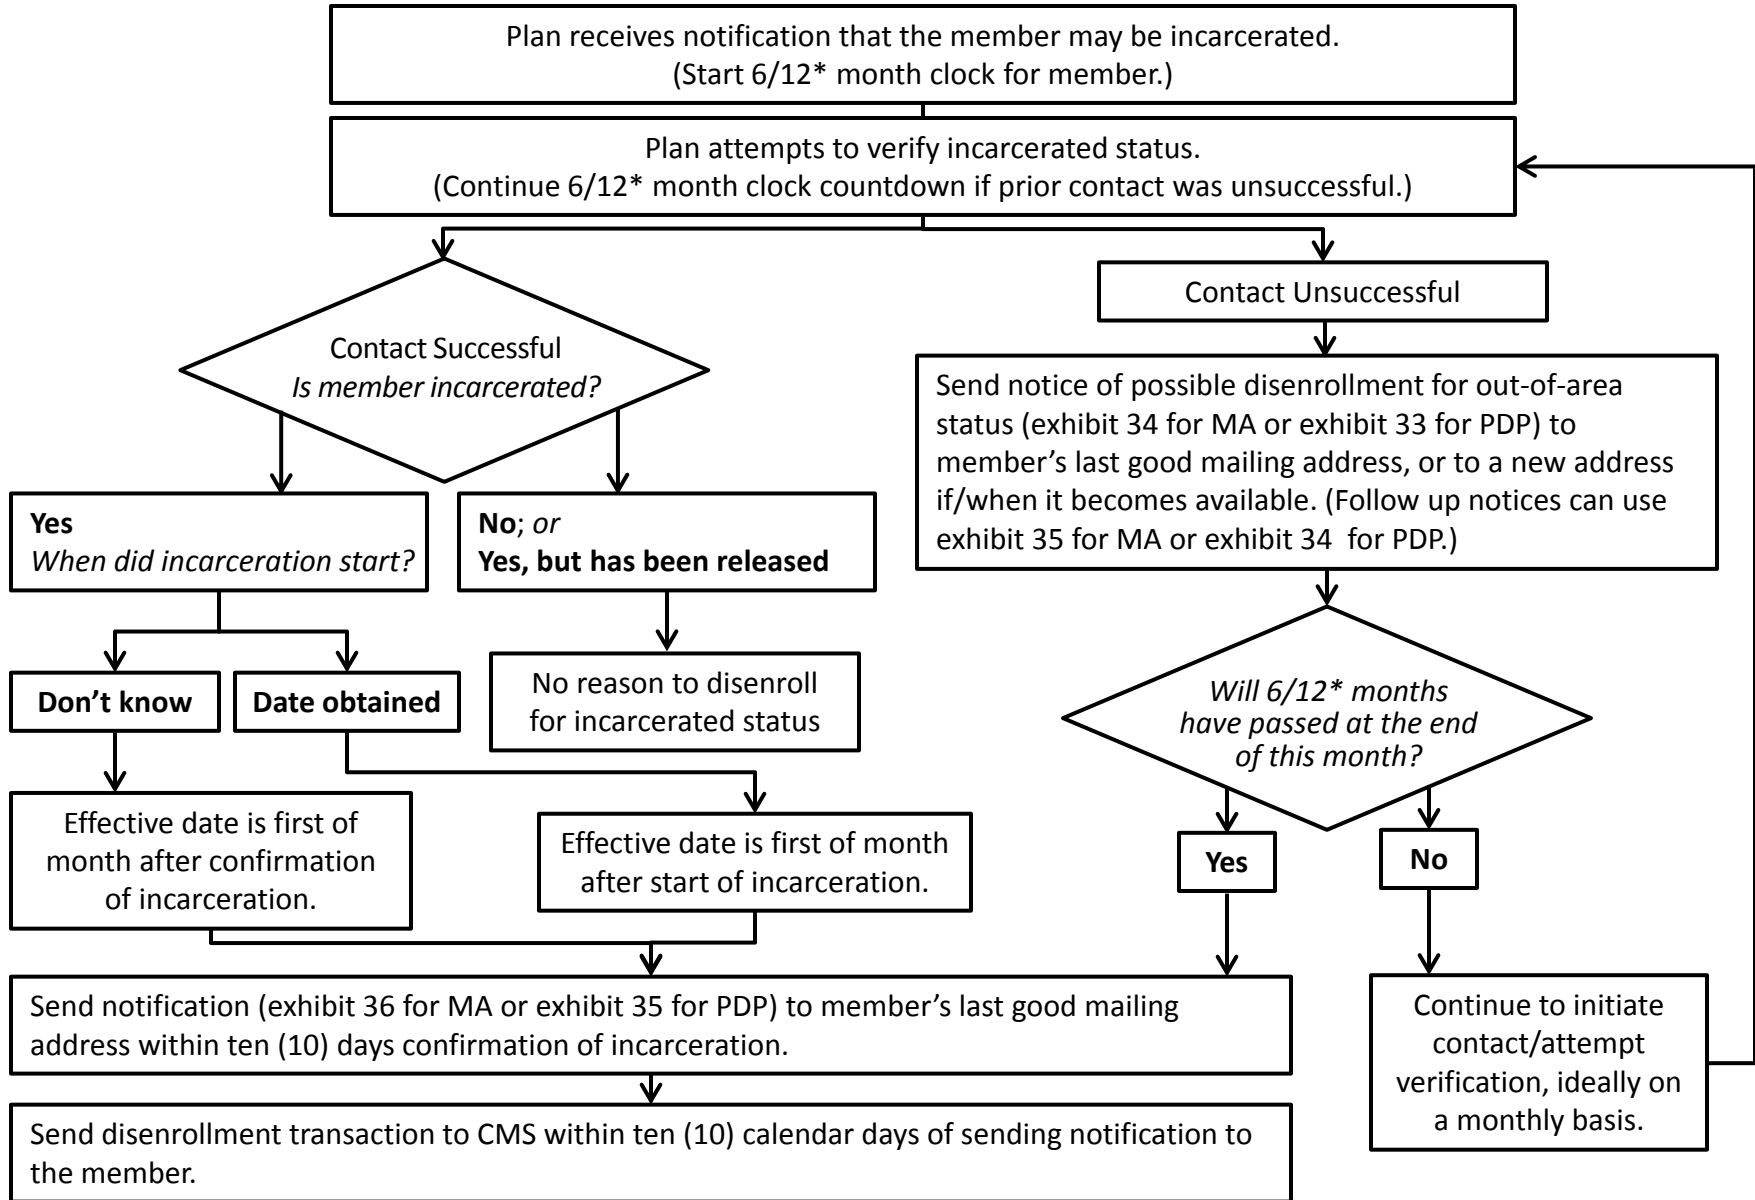 Plan receives notification that the member may be incarcerated.
(Start 6/12* month clock for member.)
Plan attempts to verify incarcerated status.
(Continue 6/12* month clock countdown if prior contact was unsuccessful.)
Contact Successful
Is member incarcerated?
Contact Unsuccessful
Send notice of possible disenrollment for out-of-area
status (exhibit 34 for MA or exhibit 33 for PDP) to
member’s last good mailing address, or to a new address
if/when it becomes available. (Follow up notices can use
exhibit 35 for MA or exhibit 34 for PDP.)
Yes
When did incarceration start?
No; or
Yes, but has been released
Don’t know
Date obtained
No reason to disenroll
for incarcerated status
Will 6/12* months
have passed at the end
of this month?
Effective date is first of
month after confirmation
of incarceration.
Effective date is first of month
after start of incarceration.
Yes
No
Send notification (exhibit 36 for MA or exhibit 35 for PDP) to member’s last good mailing
address within ten (10) days confirmation of incarceration.
Continue to initiate
contact/attempt
verification, ideally on
a monthly basis.
Send disenrollment transaction to CMS within ten (10) calendar days of sending notification to
the member.